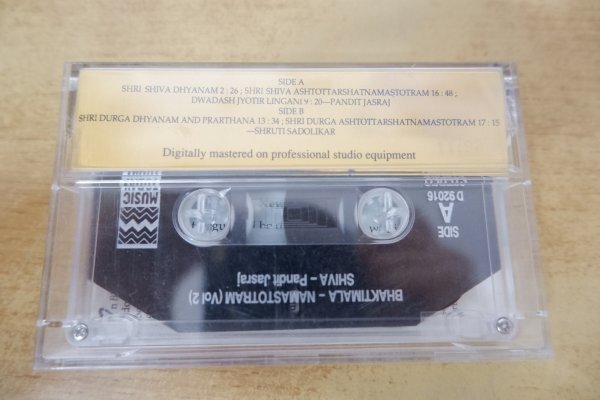 SIDE A
SHRI SHIVA DHYANAM 2 : 26 ; SHRI SHIVA ASHTOTTARSHATNAMASTOTRAM 16 : 48 ;
DWADASH JYOTIR LINGANI 9 : 20—PANDIT JASRAJ
SIDE B
SHRI DURGA DHYANAM AND PRARTHANA 13 : 34 ; SHRI DURGA ASHTOTTARSHATNAMASTOTRAM 17 : 15
—SHRUTI SADOLIKAR
Digitally mastered on professional studio equipment
MUSIC
SIDE
A
D 92016
STEREO
BHAKTIMALA – NAMASTOTRAM (Vol 2)
SHIVA – Pandit Jasraj